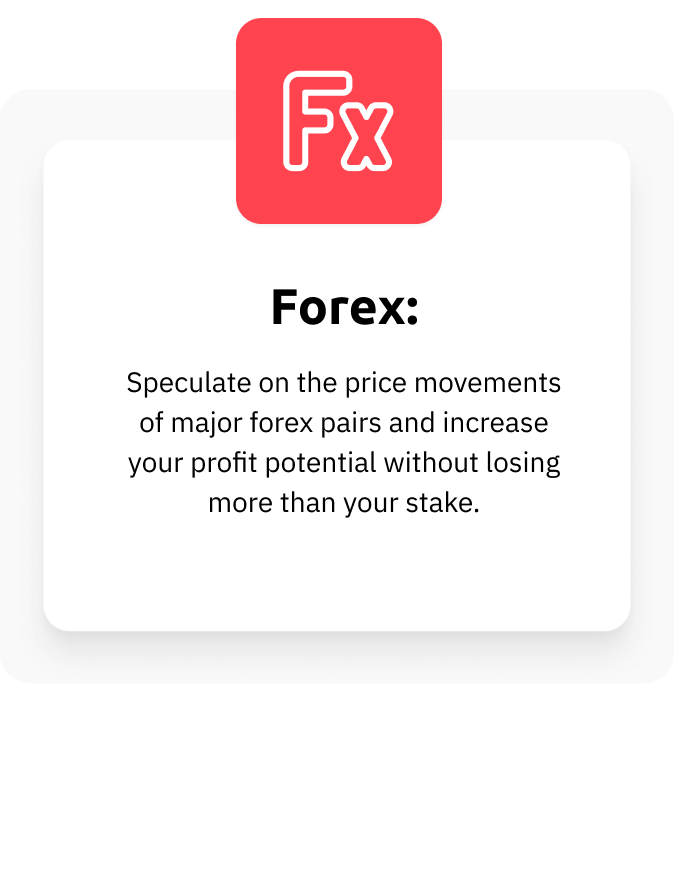 Fx
Forex:
Speculate on the price movements
of major forex pairs and increase
your profit potential without losing
more than your stake.